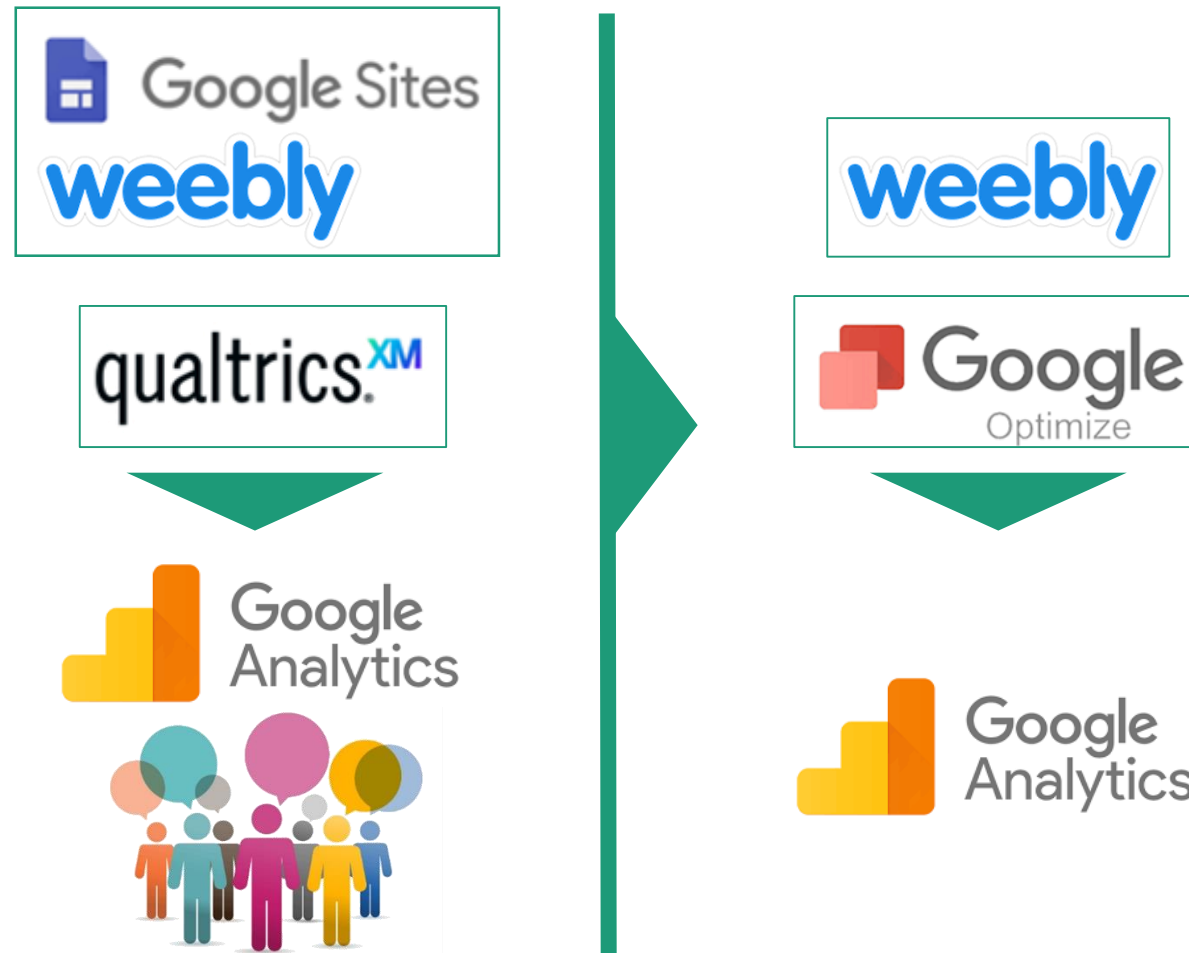 Google Sites
weebly
qualtrics.XM
Google
Analytics
weebly
Google
Optimize
Google
Analytics